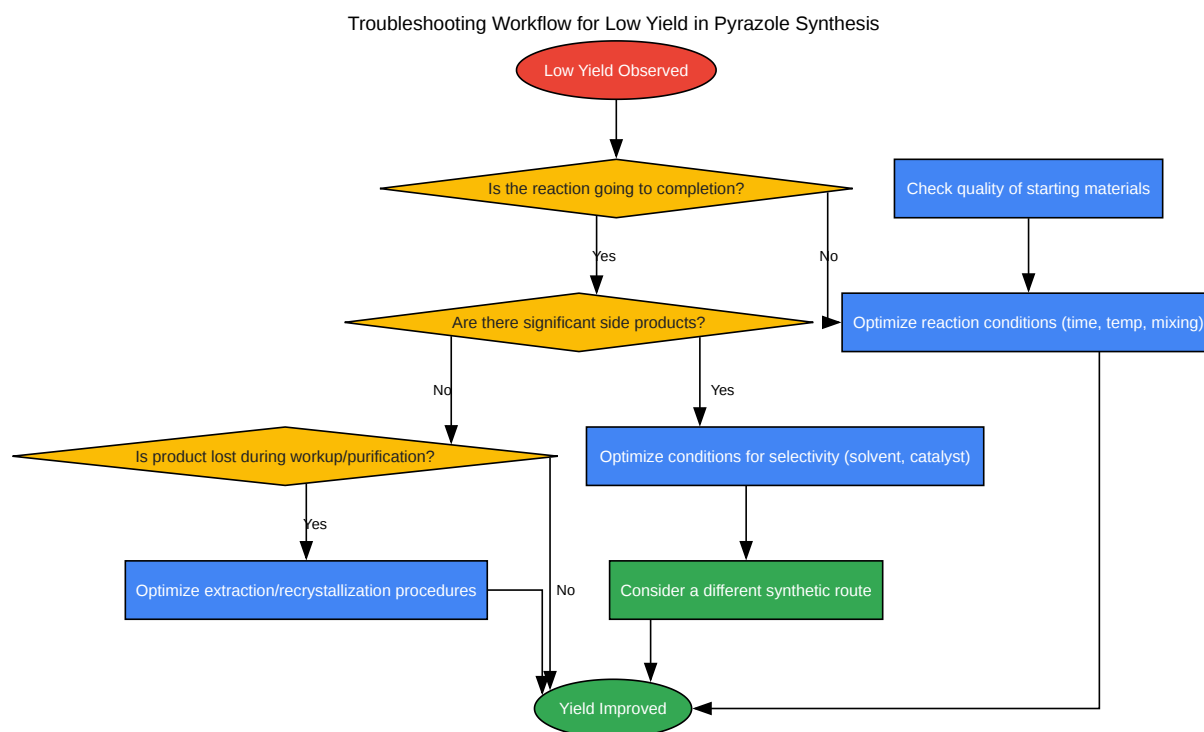 Troubleshooting Workflow for Low Yield in Pyrazole Synthesis
Low Yield Observed
Is the reaction going to completion?
Check quality of starting materials
Yes
No
Are there significant side products?
Optimize reaction conditions (time, temp, mixing)
No
Yes
Is product lost during workup/purification?
Optimize conditions for selectivity (solvent, catalyst)
Yes
Optimize extraction/recrystallization procedures
No
Consider a different synthetic route
Yield Improved